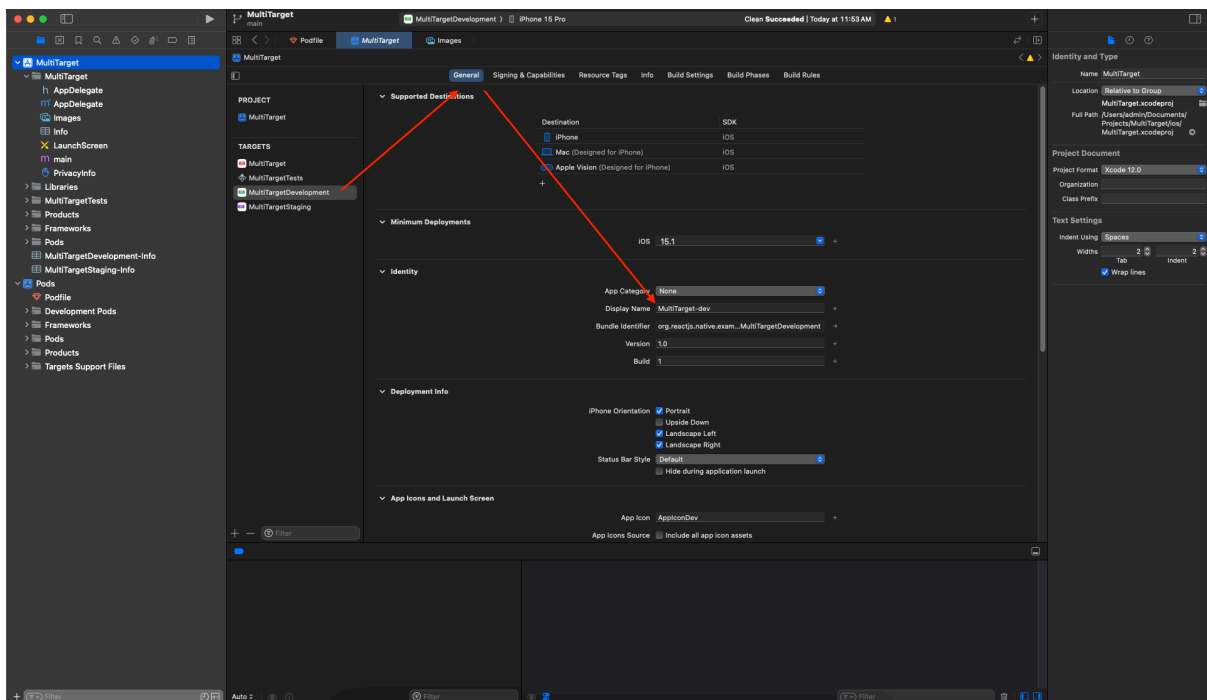 MultiTarget
main
MultiTargetDevelopment 〉 iPhone 15 Pro
Clean Succeeded | Today at 11:53 AM
1
Podfile
MultiTarget
Images
MultiTarget
General
Signing & Capabilities
Resource Tags
Info
Build Settings
Build Phases
Build Rules
MultiTarget
MultiTarget
AppDelegate
AppDelegate
Images
Info
LaunchScreen
main
PrivacyInfo
Libraries
MultiTargetTests
Products
Frameworks
Pods
MultiTargetDevelopment-Info
MultiTargetStaging-Info
Pods
Podfile
Development Pods
Frameworks
Pods
Products
Targets Support Files
Filter
PROJECT
MultiTarget
TARGETS
MultiTarget
MultiTargetTests
MultiTargetDevelopment
MultiTargetStaging
Filter
Supported Destinations
Destination SDK
iPhone iOS
Mac (Designed for iPhone) iOS
Apple Vision (Designed for iPhone) iOS
Minimum Deployments
iOS 15.1
Identity
App Category None
Display Name MultiTarget-dev
Bundle Identifier org.reactjs.native.exam...MultiTargetDevelopment
Version 1.0
Build 1
Deployment Info
iPhone Orientation Portrait
Upside Down
Landscape Left
Landscape Right
Status Bar Style Default
Hide during application launch
App Icons and Launch Screen
App Icon AppIconDev
App Icons Source Include all app icon assets
Auto
Filter
Filter
Identity and Type
Name MultiTarget
Location Relative to Group
MultiTarget.xcodeproj
Full Path /Users/admin/Documents/
Projects/MultiTarget/ios/
MultiTarget.xcodeproj
Project Document
Project Format Xcode 12.0
Organization
Class Prefix
Text Settings
Indent Using Spaces
Widths 2 2
Tab Indent
Wrap lines